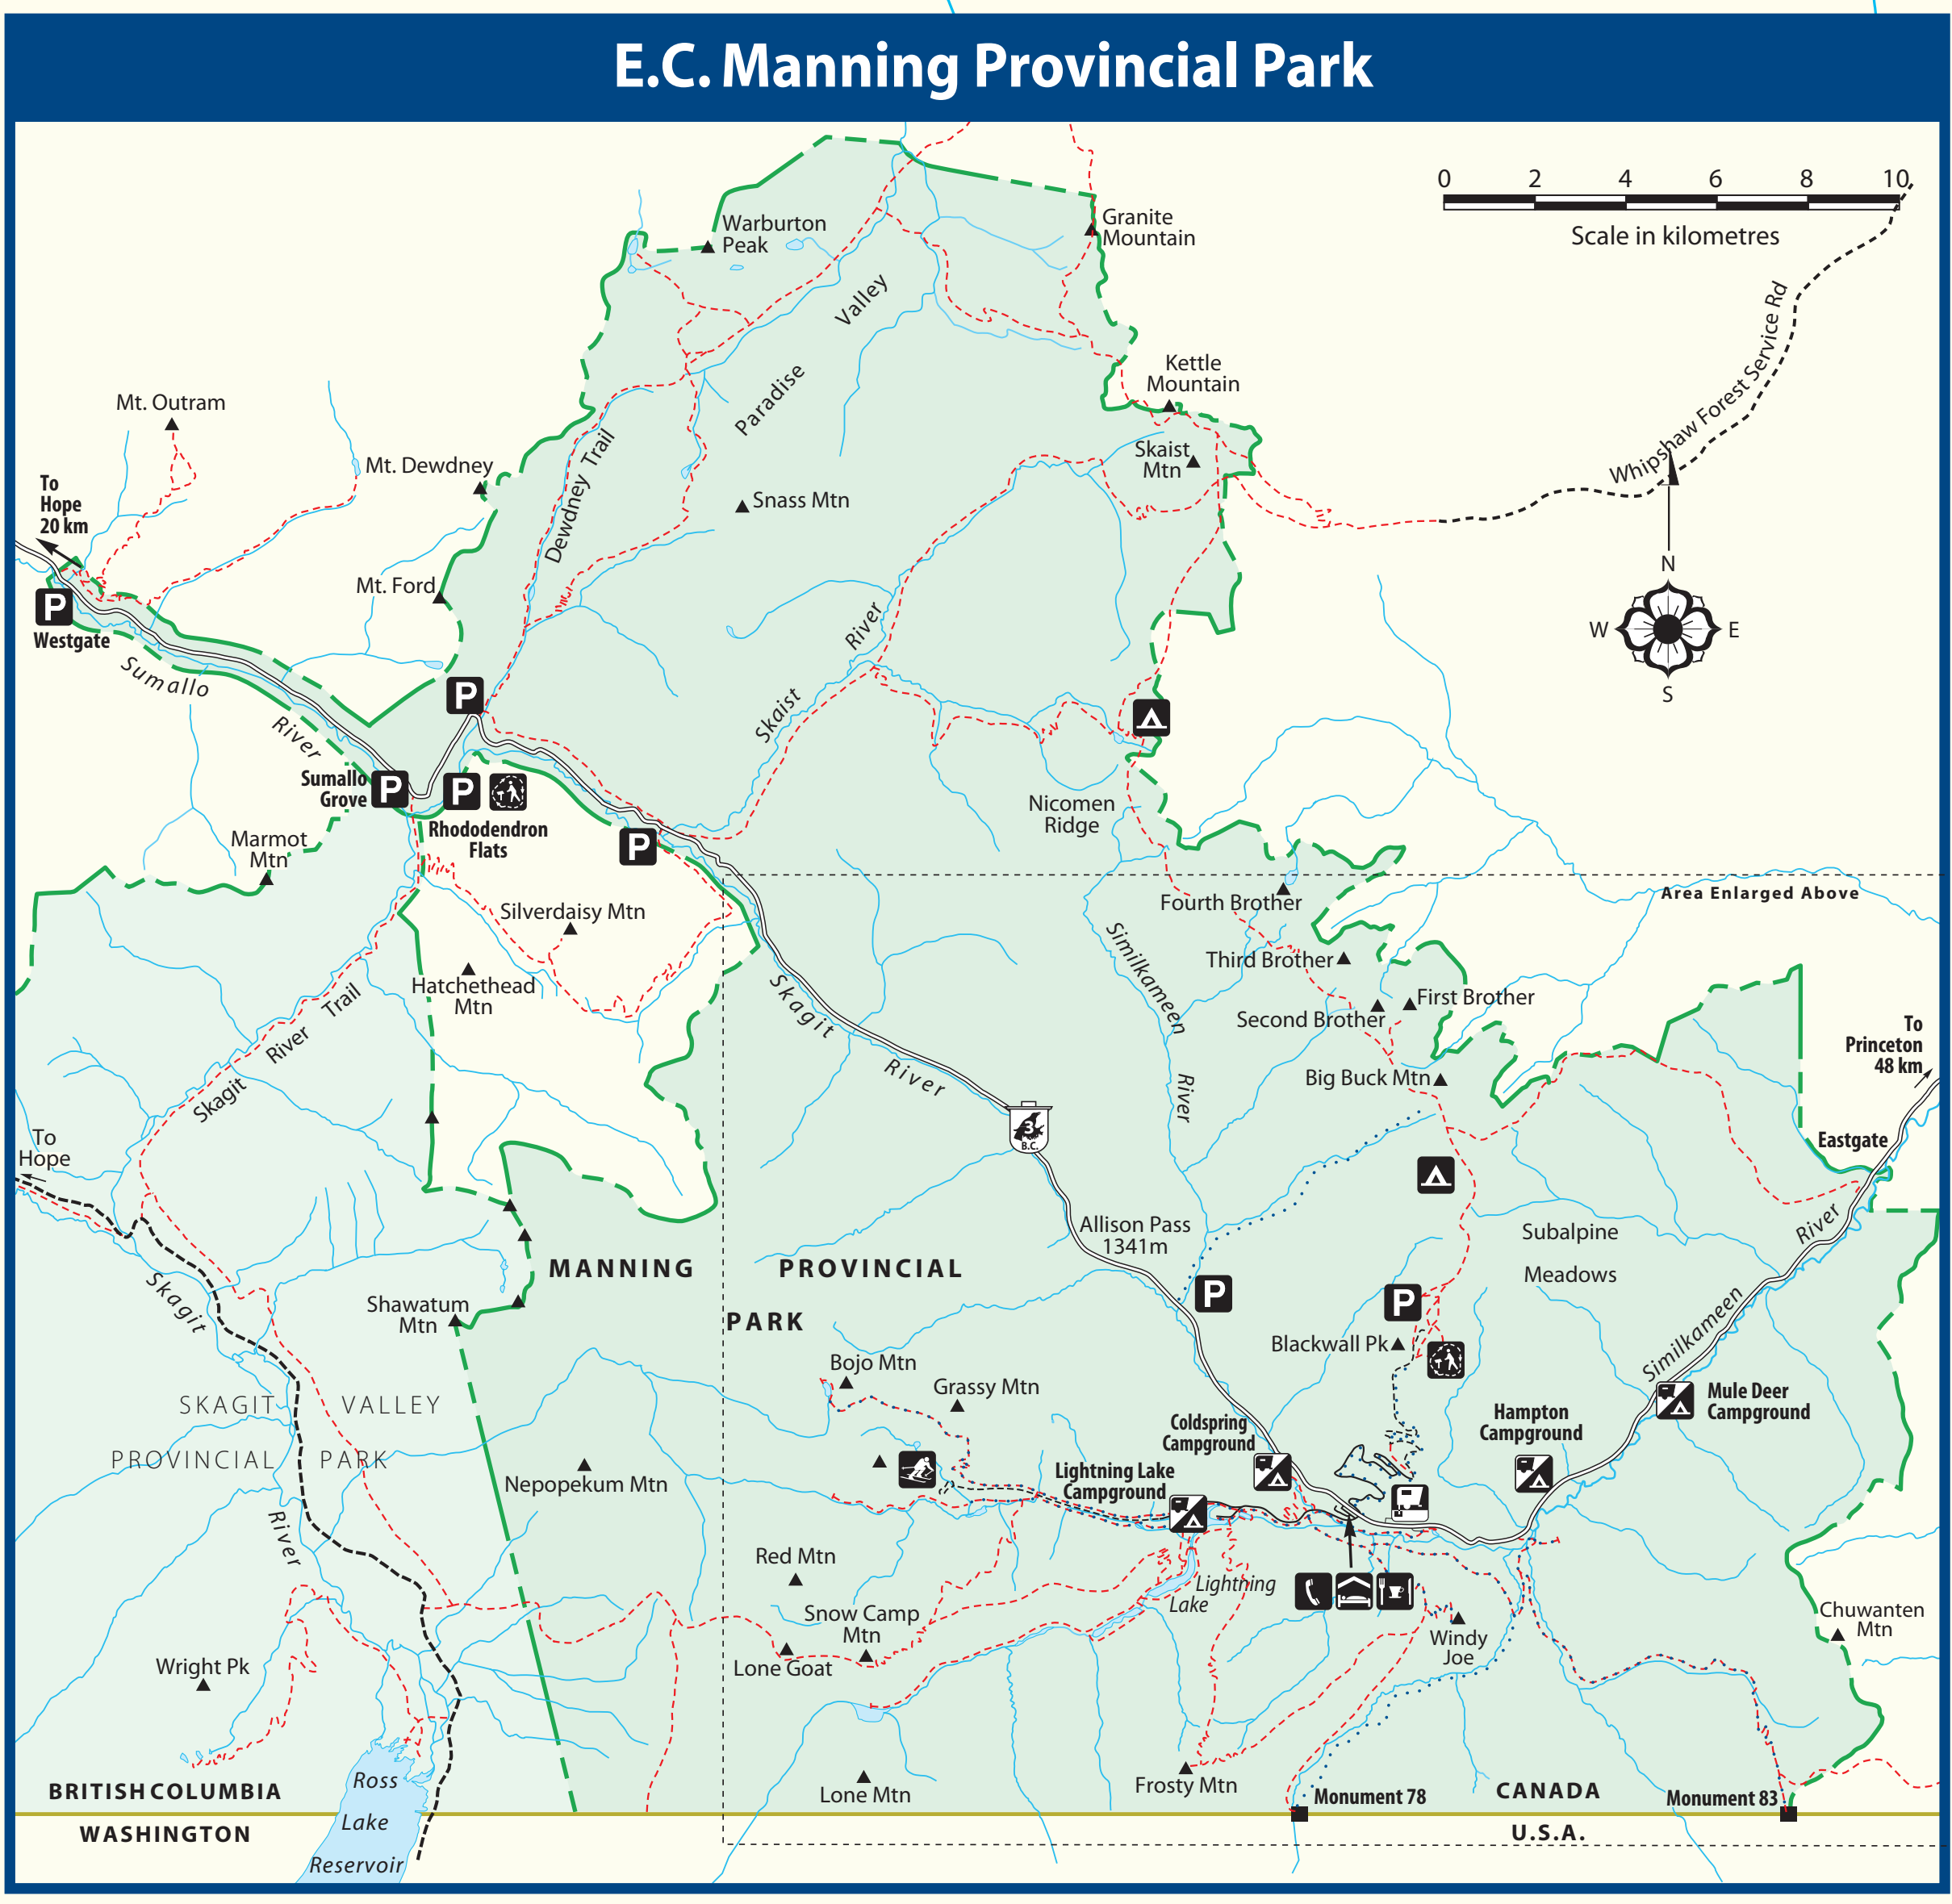 E.C. Manning Provincial Park
0 2 4 6 8 10
Scale in kilometres
Warburton
Peak
Granite
Mountain
Valley
Paradise
Kettle
Mountain
Whipshaw Forest Service Rd
Mt. Outram
Mt. Dewdney
Dewdney Trail
Skaist
Mtn
Snass Mtn
To
Hope
20 km
Mt. Ford
N
W
E
S
P
Westgate
Sumallo
River
River
Skaist
P
Sumallo
Grove
P
P
Rhododendron
Flats
P
Nicomen
Ridge
Marmot
Mtn
Area Enlarged Above
Fourth Brother
Silverdaisy Mtn
Similkameen
River
Third Brother
Hatchethead
Mtn
Skagit
River
First Brother
Second Brother
Skagit River Trail
To
Princeton
48 km
Big Buck Mtn
3
B.C.
To
Hope
Eastgate
Allison Pass
1341m
Subalpine
Meadows
River
Similkameen
MANNING PROVINCIAL
PARK
P
P
Skagit
River
Shawatum
Mtn
Blackwall Pk
Bojo Mtn
Grassy Mtn
SKAGIT VALLEY
PROVINCIAL PARK
Mule Deer
Campground
Hampton
Campground
Coldspring
Campground
Lightning Lake
Campground
Nepopekum Mtn
Red Mtn
Lightning
Lake
Snow Camp
Mtn
Lone Goat
Windy
Joe
Chuwanten
Mtn
Wright Pk
Lone Mtn
Frosty Mtn
Monument 78
CANADA
Monument 83
U.S.A.
BRITISH COLUMBIA
WASHINGTON
Ross
Lake
Reservoir